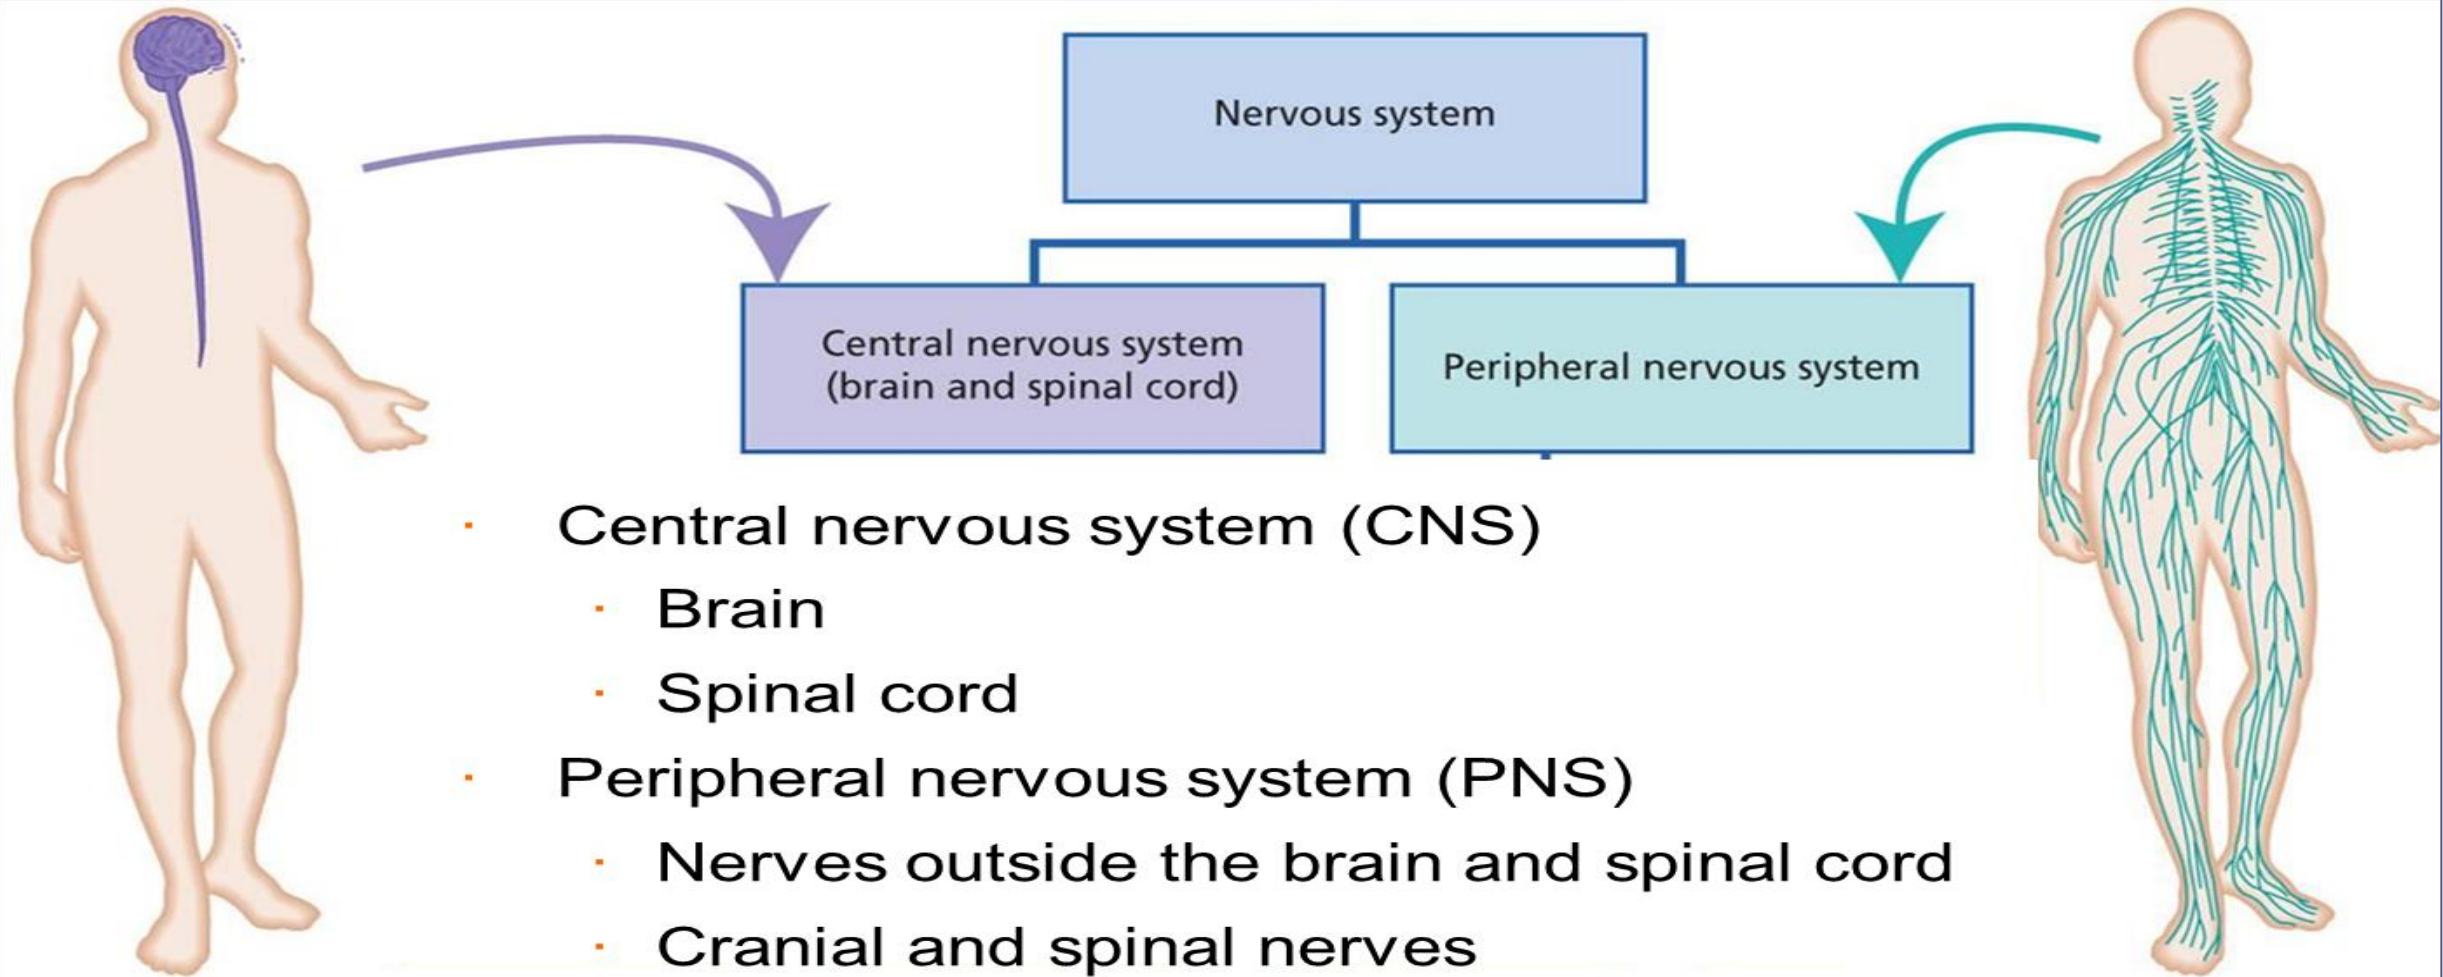 Nervous system
Central nervous system
(brain and spinal cord)
Peripheral nervous system
· Central nervous system (CNS)
· Brain
· Spinal cord
· Peripheral nervous system (PNS)
· Nerves outside the brain and spinal cord
· Cranial and spinal nerves